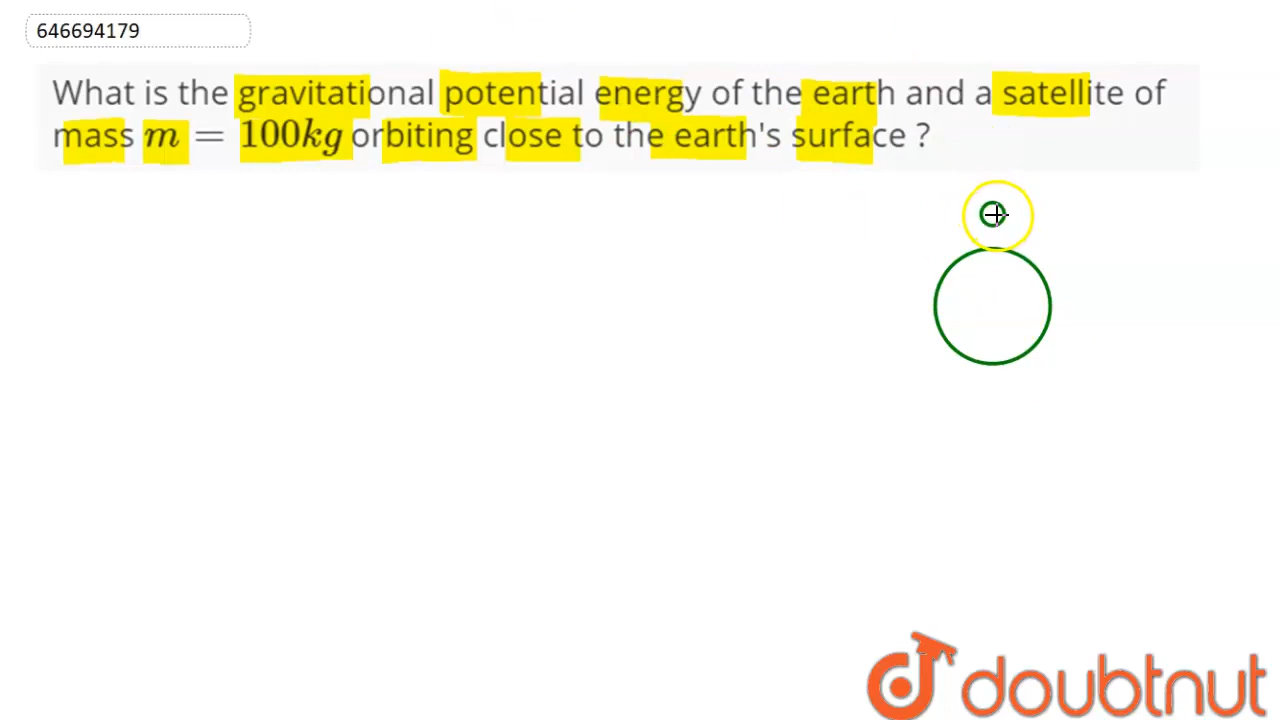 646694179
What is the gravitational potential energy of the earth and a satellite of
mass m = 100kg orbiting close to the earth's surface ?
doubtnut